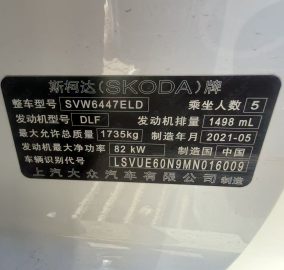 斯柯达(SKODA)牌
整车型号 SVW6447ELD 乘坐人数 5
发动机型号 DLF 发动机排量 1498 mL
最大允许总质量 1735kg 制造年月 2021-05
发动机最大净功率 82 kW 制造国 中国
车辆识别代号 LSVUE60N9MN016009
上汽大众汽车有限公司 制造